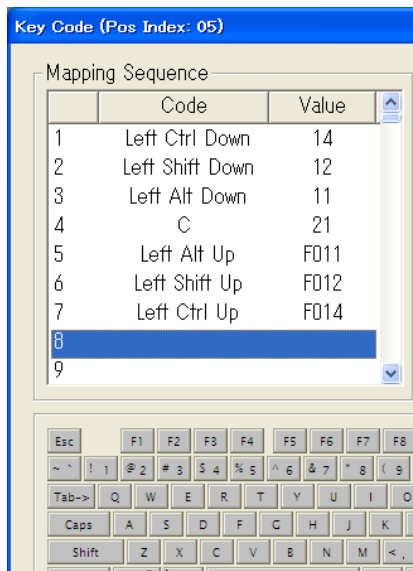 Key Code (Pos Index: 05)
Mapping Sequence
Code Value
1 Left Ctrl Down 14
2 Left Shift Down 12
3 Left Alt Down 11
4 C 21
5 Left Alt Up F011
6 Left Shift Up F012
7 Left Ctrl Up F014
8
9
Esc F1 F2 F3 F4 F5 F6 F7 F8
~ ` ! 1 @ 2 # 3 $ 4 % 5 ^ 6 & 7 * 8 ( 9
Tab-> Q W E R T Y U I O
Caps A S D F G H J K
Shift Z X C V B N M < ,